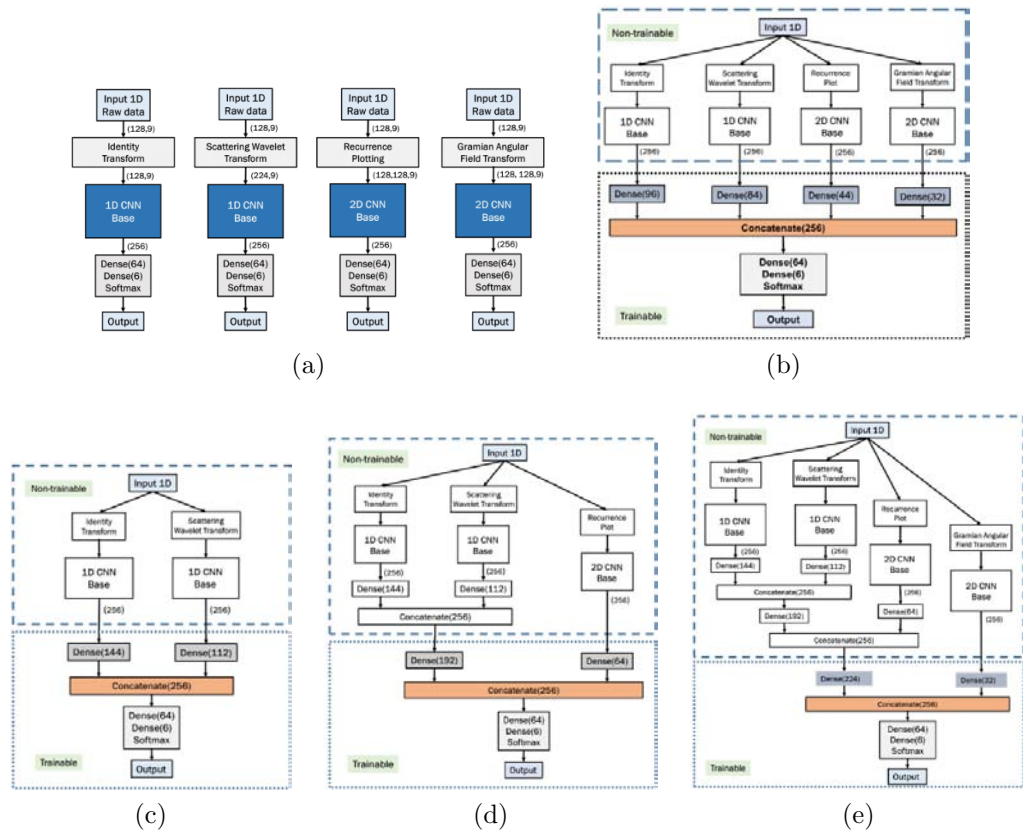 Input 1D
Raw data
(128,9)
Identity
Transform
(128,9)
1D CNN
Base
(256)
Dense(64)
Dense(6)
Softmax
Output
Input 1D
Raw data
(128,9)
Scattering Wavelet
Transform
(224,9)
1D CNN
Base
(256)
Dense(64)
Dense(6)
Softmax
Output
Input 1D
Raw data
(128,9)
Recurrence
Plotting
(128,128,9)
2D CNN
Base
(256)
Dense(64)
Dense(6)
Softmax
Output
Input 1D
Raw data
(128,9)
Gramian Angular
Field Transform
(128, 128,9)
2D CNN
Base
(256)
Dense(64)
Dense(6)
Softmax
Output
(a)
Non-trainable
Input 1D
Identity
Transform
Scattering
Wavelet Transform
Recurrence
Plot
Gramian Angular
Field Transform
1D CNN
Base
1D CNN
Base
2D CNN
Base
2D CNN
Base
(256)
(256)
(256)
(256)
Dense(96)
Dense(84)
Dense(44)
Dense(32)
Concatenate(256)
Dense(64)
Dense(6)
Softmax
Output
Trainable
(b)
Non-trainable
Input 1D
Identity
Transform
Scattering
Wavelet Transform
1D CNN
Base
1D CNN
Base
(256)
(256)
Dense(144)
Dense(112)
Concatenate(256)
Dense(64)
Dense(6)
Softmax
Output
Trainable
(c)
Non-trainable
Input 1D
Identity
Transform
Scattering
Wavelet Transform
Recurrence
Plot
1D CNN
Base
1D CNN
Base
2D CNN
Base
(256)
(256)
Dense(144)
Dense(112)
Concatenate(256)
(256)
Dense(192)
Dense(64)
Concatenate(256)
Dense(64)
Dense(6)
Softmax
Output
Trainable
(d)
Non-trainable
Input 1D
Identity
Transform
Scattering
Wavelet Transform
Recurrence
Plot
Gramian Angular
Field Transform
1D CNN
Base
1D CNN
Base
2D CNN
Base
2D CNN
Base
(256)
(256)
Dense(144)
Dense(112)
Concatenate(256)
(256)
Dense(192)
Dense(64)
Concatenate(256)
(256)
Dense(224)
Dense(32)
Concatenate(256)
Dense(64)
Dense(6)
Softmax
Output
Trainable
(e)